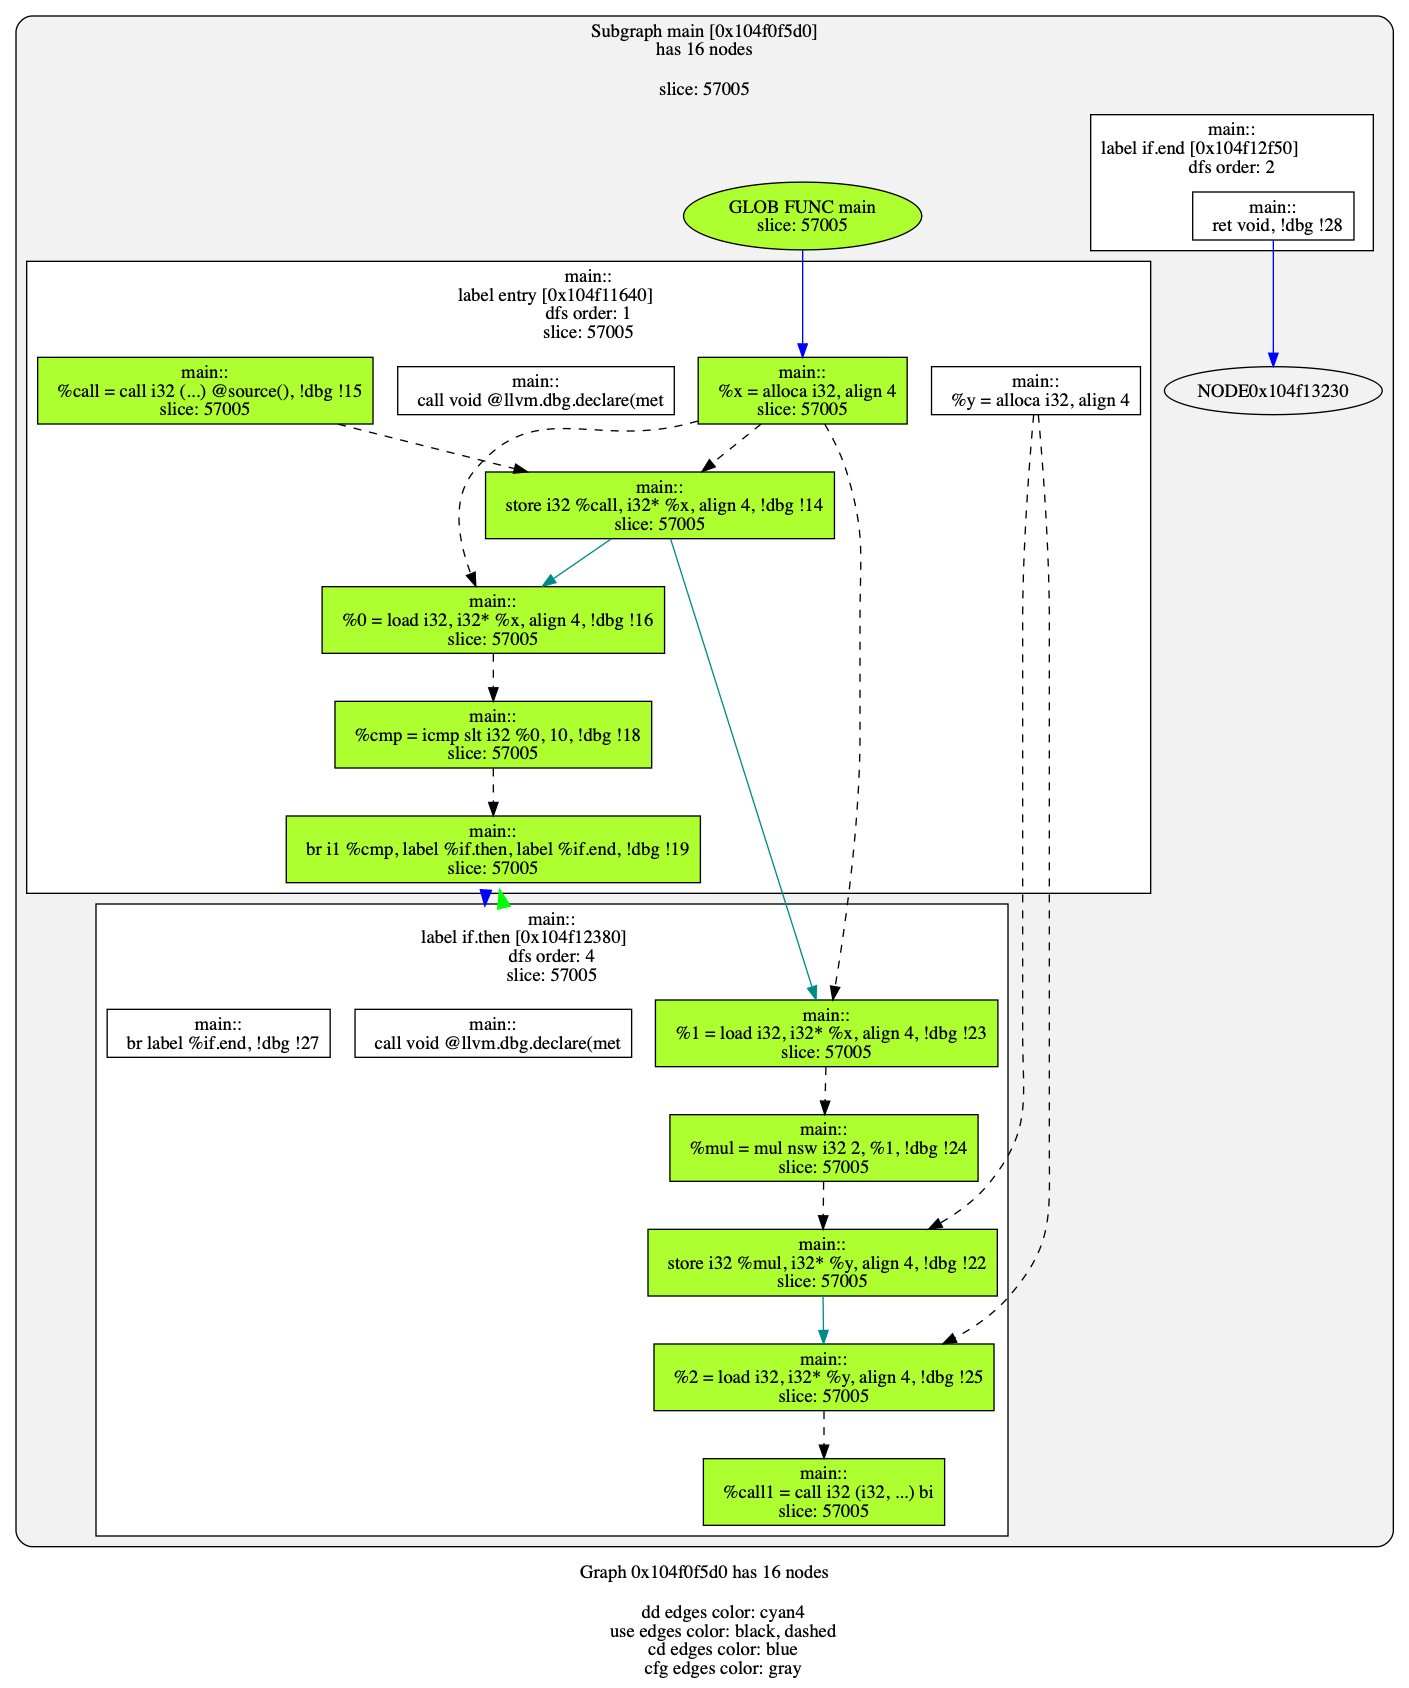 Subgraph main [0x104f0f5d0]
has 16 nodes
slice: 57005
main::
label if.end [0x104f12f50]
dfs order: 2
main::
ret void, !dbg !28
GLOB FUNC main
slice: 57005
main::
label entry [0x104f11640]
dfs order: 1
slice: 57005
main::
%call = call i32 (...) @source(), !dbg !15
slice: 57005
main::
call void @llvm.dbg.declare(met
main::
%x = alloca i32, align 4
slice: 57005
main::
%y = alloca i32, align 4
NODE0x104f13230
main::
store i32 %call, i32* %x, align 4, !dbg !14
slice: 57005
main::
%0 = load i32, i32* %x, align 4, !dbg !16
slice: 57005
main::
%cmp = icmp slt i32 %0, 10, !dbg !18
slice: 57005
main::
br i1 %cmp, label %if.then, label %if.end, !dbg !19
slice: 57005
main::
label if.then [0x104f12380]
dfs order: 4
slice: 57005
main::
br label %if.end, !dbg !27
main::
call void @llvm.dbg.declare(met
main::
%1 = load i32, i32* %x, align 4, !dbg !23
slice: 57005
main::
%mul = mul nsw i32 2, %1, !dbg !24
slice: 57005
main::
store i32 %mul, i32* %y, align 4, !dbg !22
slice: 57005
main::
%2 = load i32, i32* %y, align 4, !dbg !25
slice: 57005
main::
%call1 = call i32 (i32, ...) bi
slice: 57005
Graph 0x104f0f5d0 has 16 nodes
dd edges color: cyan4
use edges color: black, dashed
cd edges color: blue
cfg edges color: gray